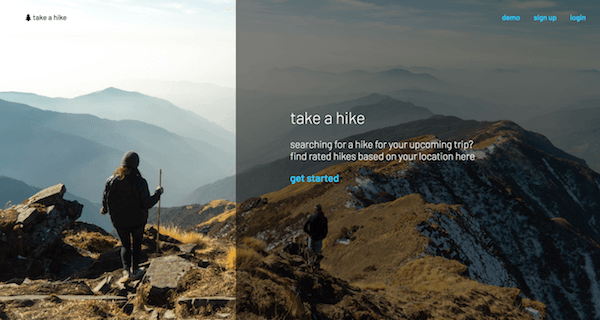 take a hike
demo sign up login
take a hike
searching for a hike for your upcoming trip?
find rated hikes based on your location here
get started